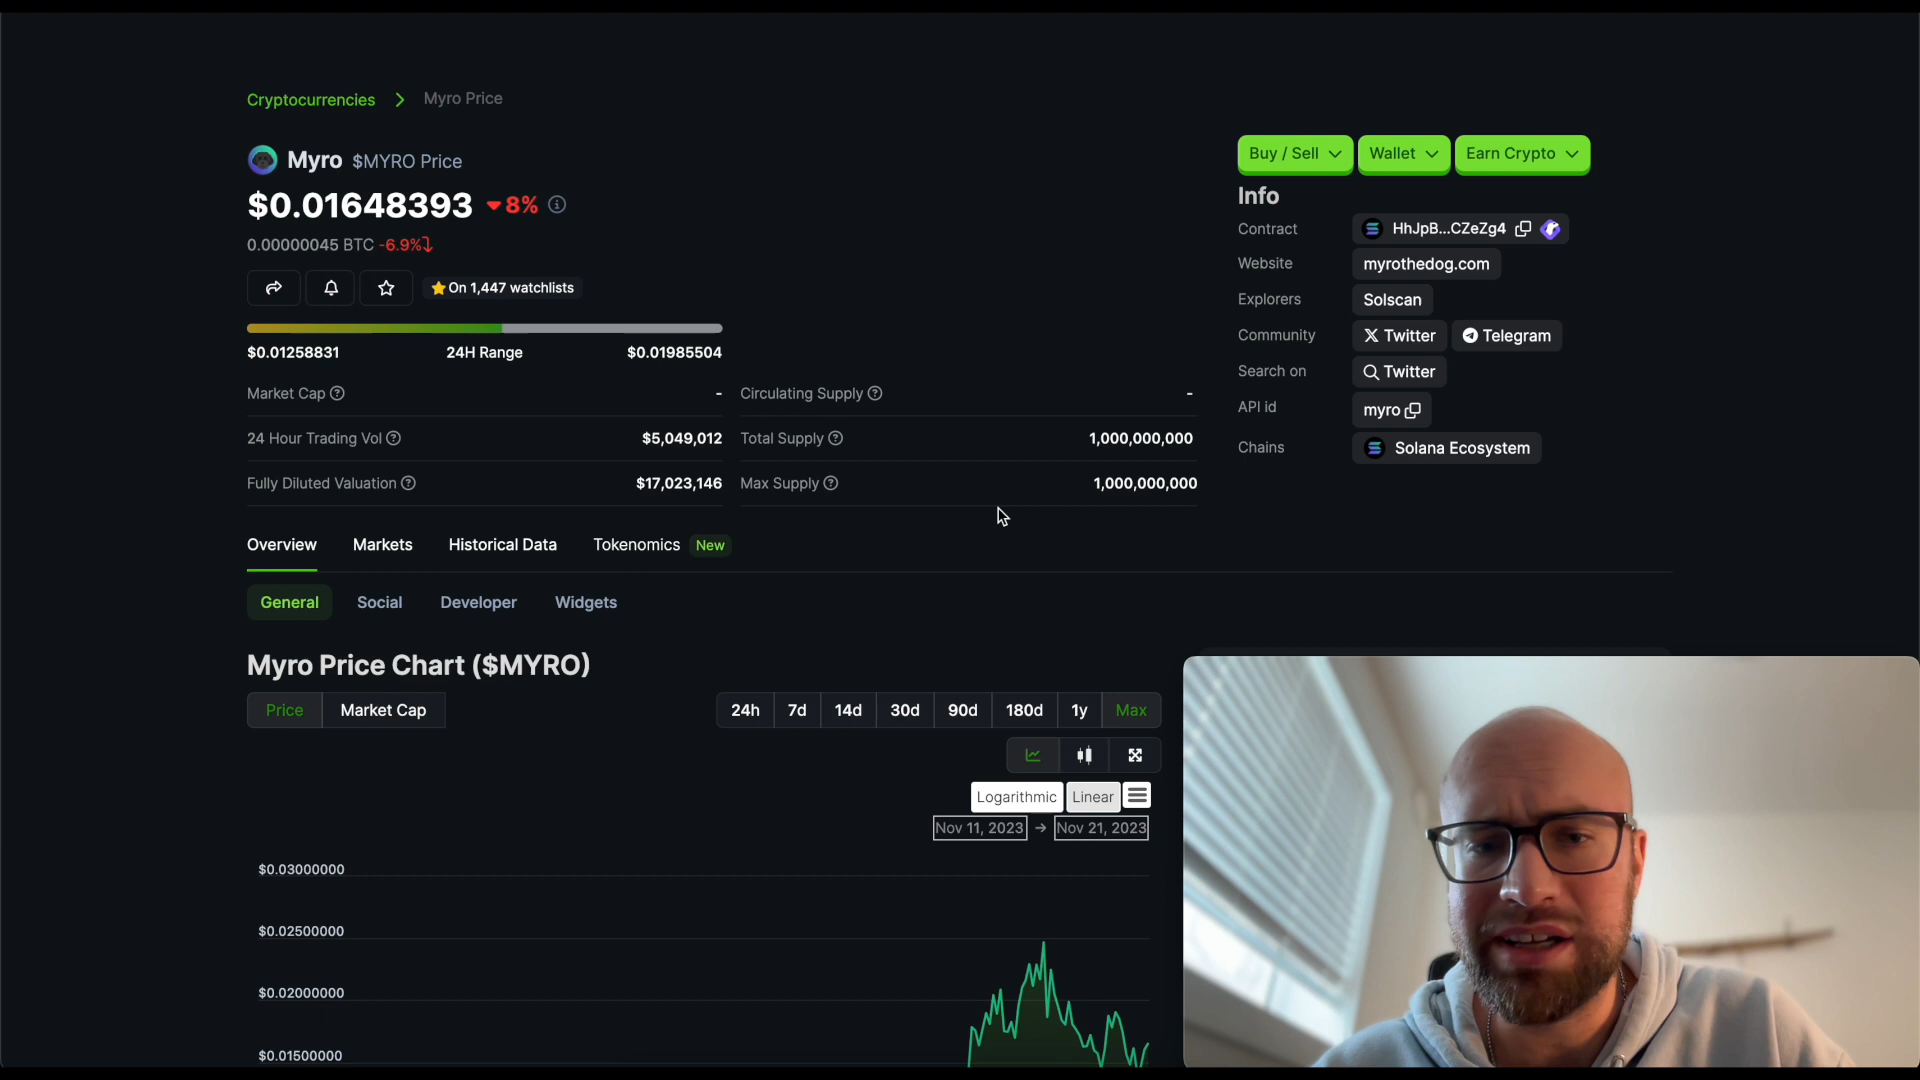 Cryptocurrencies > Myro Price
Myro $MYRO Price
$0.01648393 8%
0.00000045 BTC -6.9%
On 1,447 watchlists
$0.01258831 24H Range $0.01985504
Market Cap -
24 Hour Trading Vol $5,049,012
Fully Diluted Valuation $17,023,146
Circulating Supply -
Total Supply 1,000,000,000
Max Supply 1,000,000,000
Buy / Sell Wallet Earn Crypto
Info
Contract HhJpB...CZeZg4
Website myrothedog.com
Explorers Solscan
Community X Twitter Telegram
Search on Twitter
API id myro
Chains Solana Ecosystem
Overview Markets Historical Data Tokenomics New
General Social Developer Widgets
Myro Price Chart ($MYRO)
Price Market Cap
24h 7d 14d 30d 90d 180d 1y Max
Logarithmic Linear
Nov 11, 2023 → Nov 21, 2023
$0.03000000
$0.02500000
$0.02000000
$0.01500000